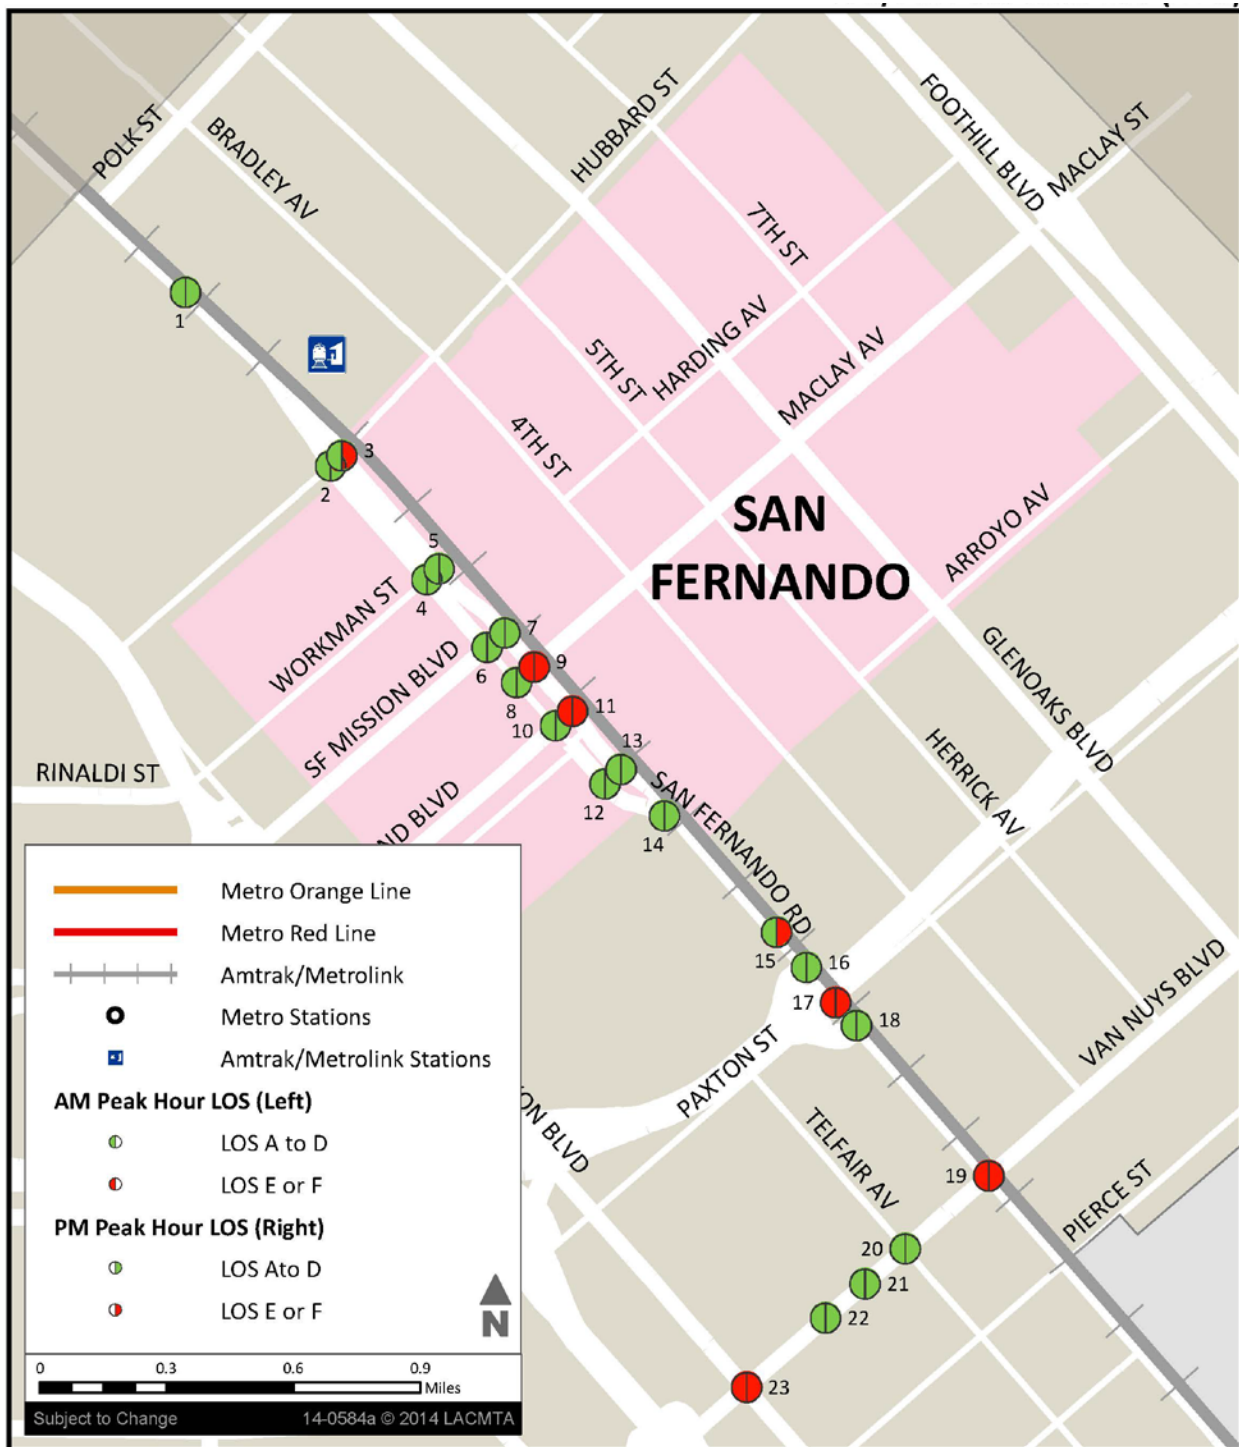 POLK ST
BRADLEY AV
HUBBARD ST
FOOTHILL BLVD
MACLAY ST
7TH ST
1
5TH ST
HARDING AV
MACLAY AV
4TH ST
3
2
SAN
FERNANDO
ARROYO AV
5
4
WORKMAN ST
7
6
SF MISSION BLVD
9
8
GLENOAKS BLVD
11
10
13
HERRICK AV
RINALDI ST
12
ND BLVD
14
SAN FERNANDO RD
15
16
17
18
VAN NUYS BLVD
PAXTON ST
ON BLVD
TELFAIR AV
19
PIERCE ST
20
21
22
23
Metro Orange Line
Metro Red Line
Amtrak/Metrolink
Metro Stations
Amtrak/Metrolink Stations
AM Peak Hour LOS (Left)
LOS A to D
LOS E or F
PM Peak Hour LOS (Right)
LOS Ato D
LOS E or F
N
0 0.3 0.6 0.9
Miles
Subject to Change 14-0584a © 2014 LACMTA